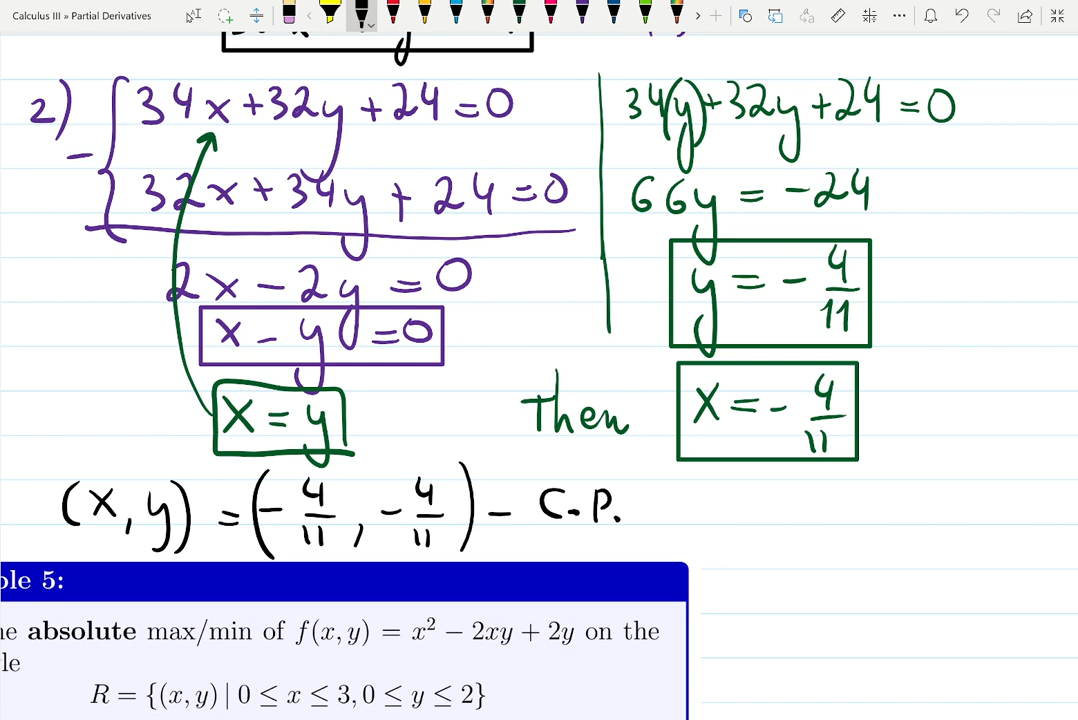 Calculus III » Partial Derivatives
2) 34x+32y+24=0
- 32x+34y+24=0
2x-2y=0
x-y=0
x=y
34(y)+32y+24=0
66y=-24
y=-4/11
Then x=-4/11
(x,y)=(-4/11,-4/11)- C.P.
ple 5:
absolute max/min of f(x, y) = x² − 2xy + 2y on the
le
R = {(x, y) | 0 ≤ x ≤ 3, 0 ≤ y ≤ 2}